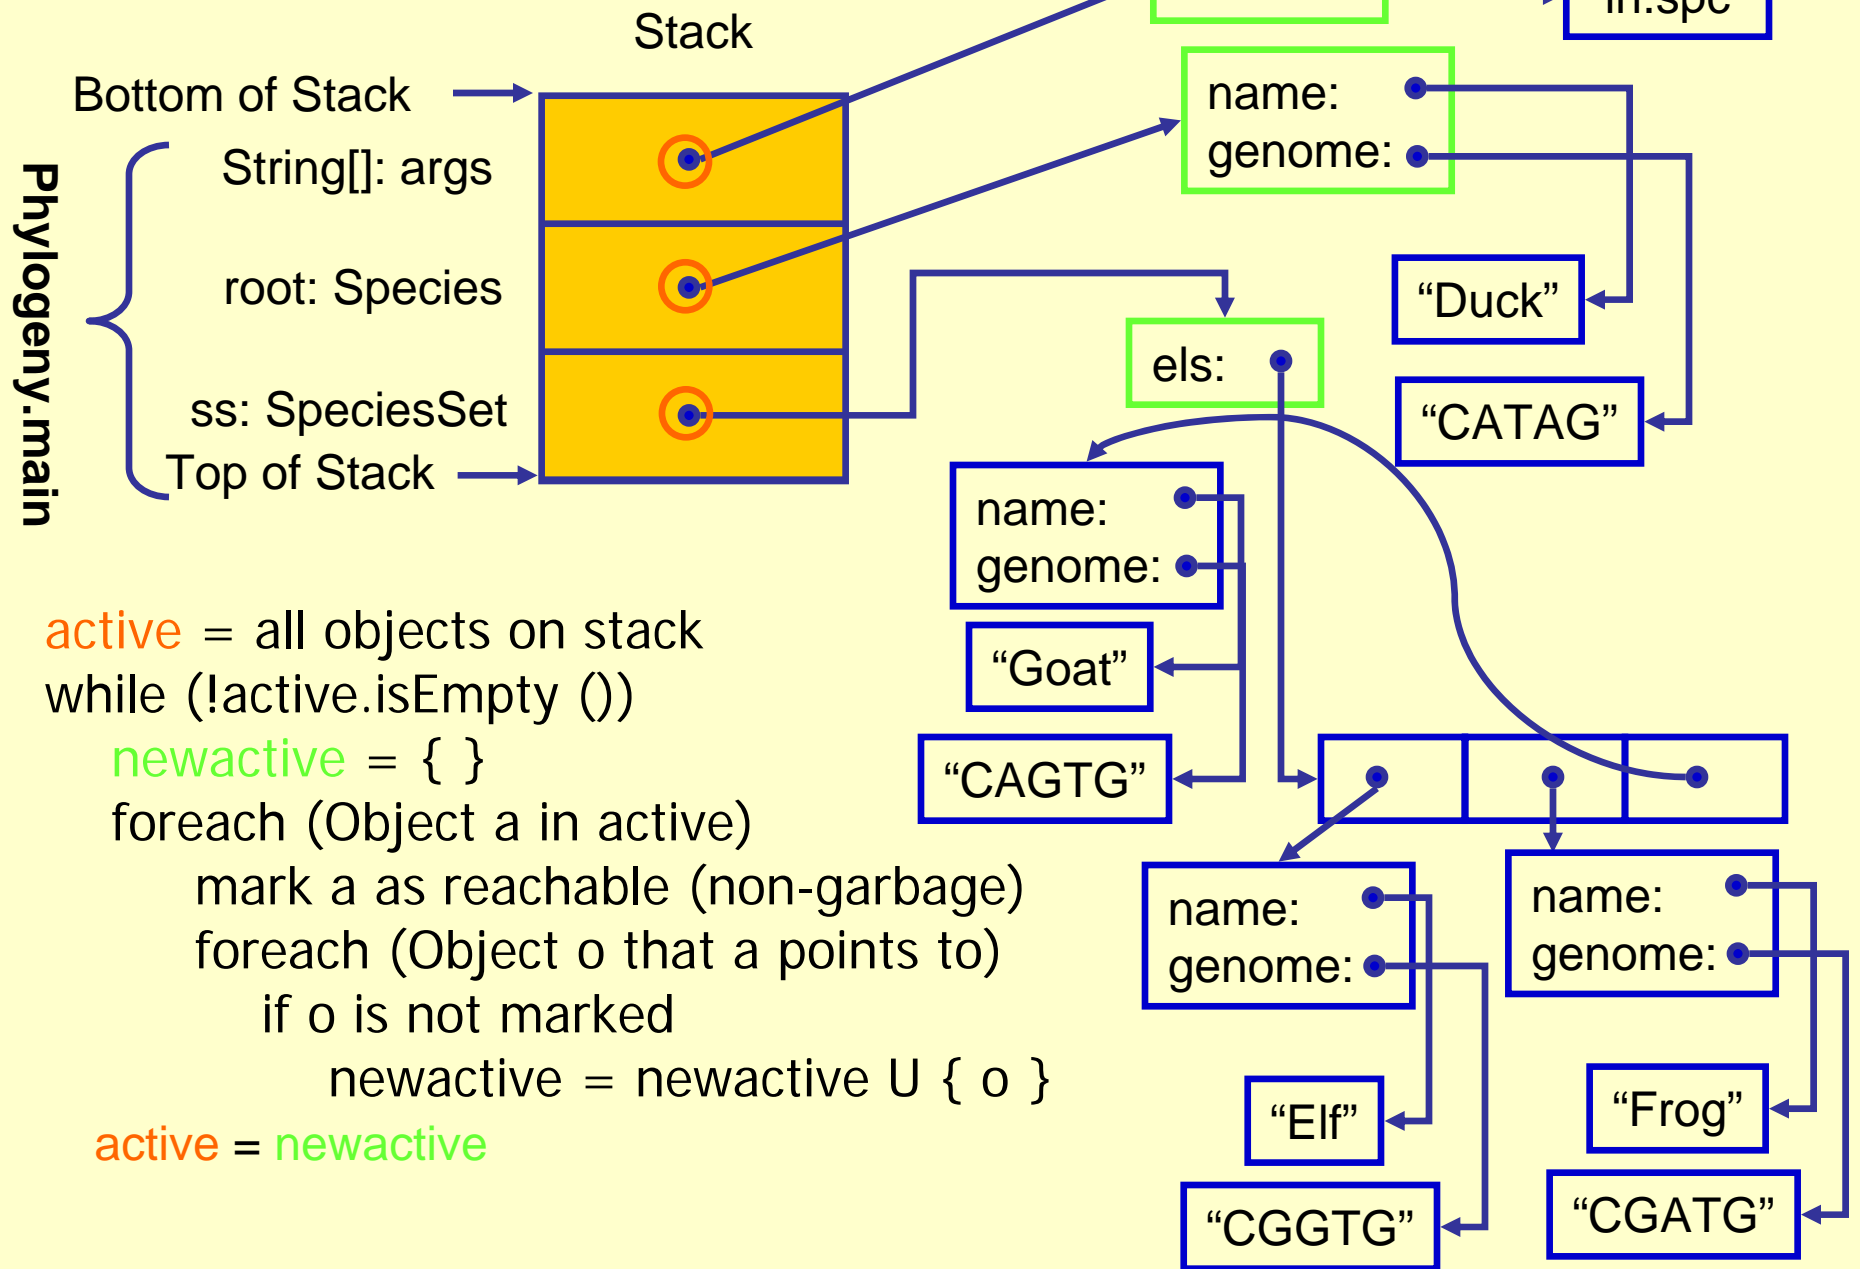 in.spc
Stack
Bottom of Stack
String[]: args
root: Species
ss: SpeciesSet
Top of Stack
Phylogeny.main
name:
genome:
“Duck”
“CATAG”
els:
name:
genome:
“Goat”
“CAGTG”
name:
genome:
“Elf”
“CGGTG”
name:
genome:
“Frog”
“CGATG”
active = all objects on stack
while (!active.isEmpty ())
newactive = { }
foreach (Object a in active)
mark a as reachable (non-garbage)
foreach (Object o that a points to)
if o is not marked
newactive = newactive U { o }
active = newactive